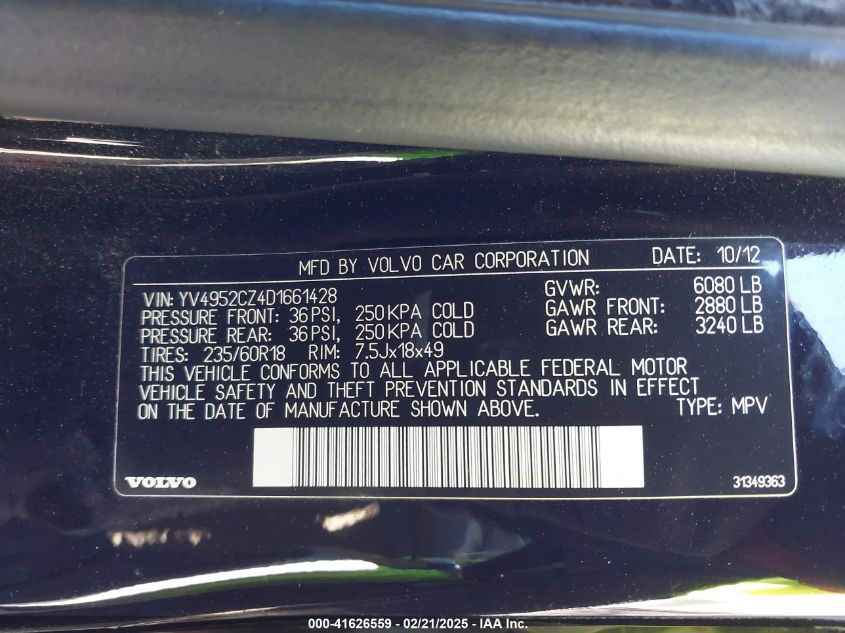 MFD BY VOLVO CAR CORPORATION DATE: 10/12
VIN: YV4952CZ4D1661428 GVWR: 6080 LB
PRESSURE FRONT: 36PSI, 250KPA COLD GAWR FRONT: 2880 LB
PRESSURE REAR: 36PSI, 250KPA COLD GAWR REAR: 3240 LB
TIRES: 235/60R18 RIM: 7.5Jx18x49
THIS VEHICLE CONFORMS TO ALL APPLICABLE FEDERAL MOTOR
VEHICLE SAFETY AND THEFT PREVENTION STANDARDS IN EFFECT
ON THE DATE OF MANUFACTURE SHOWN ABOVE. TYPE: MPV
VOLVO 31349363
000-41626559 / 02/21/2025 - IAA Inc.